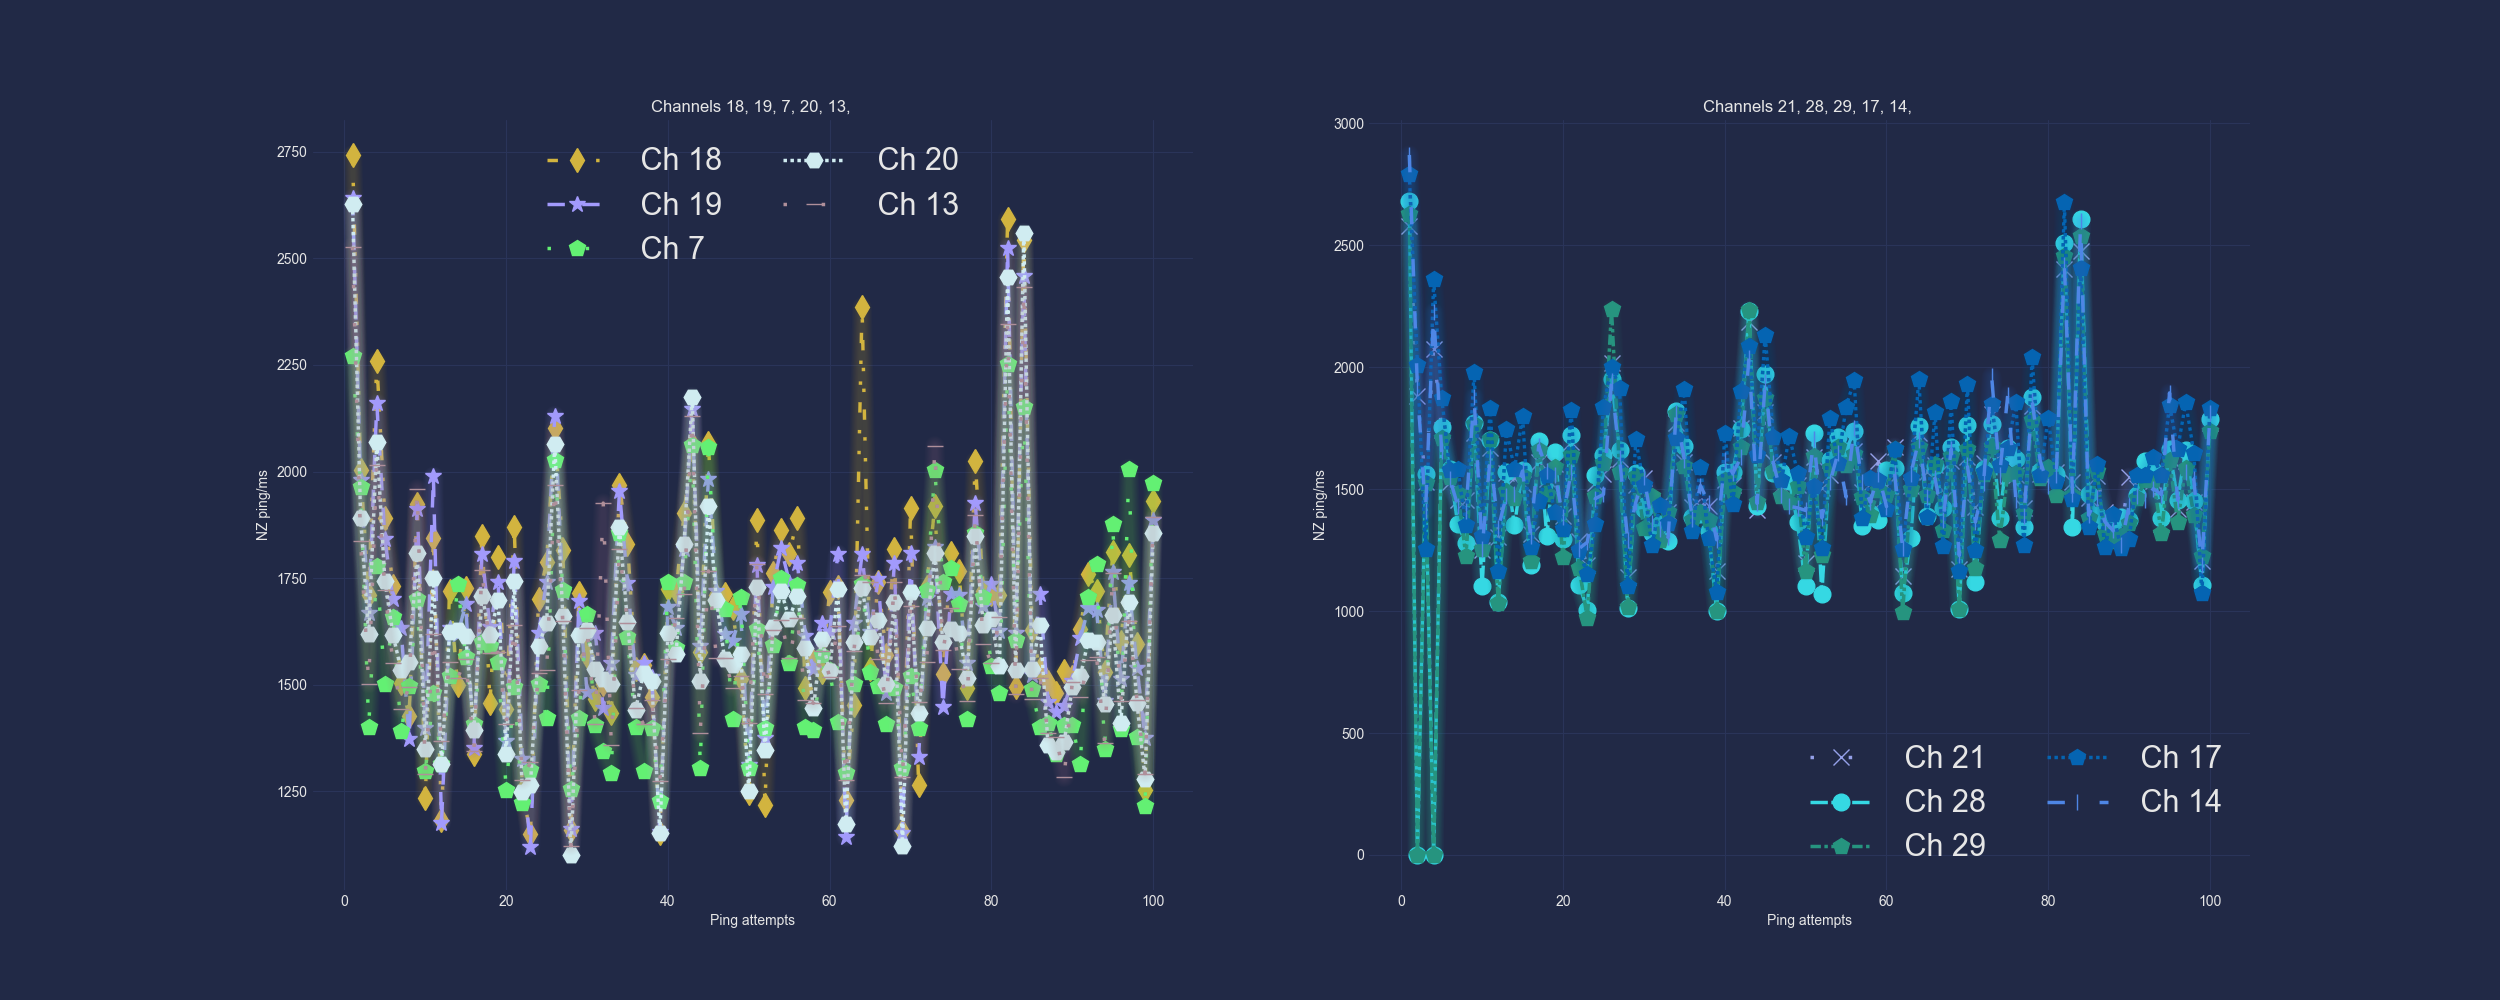 Channels 18, 19, 7, 20, 13,
2750
2500
2250
2000
1750
1500
1250
NZ ping/ms
0 20 40 60 80 100
Ping attempts
Ch 18
Ch 19
Ch 7
Ch 20
Ch 13
Channels 21, 28, 29, 17, 14,
3000
2500
2000
1500
1000
500
0
NZ ping/ms
0 20 40 60 80 100
Ping attempts
Ch 21
Ch 28
Ch 29
Ch 17
Ch 14